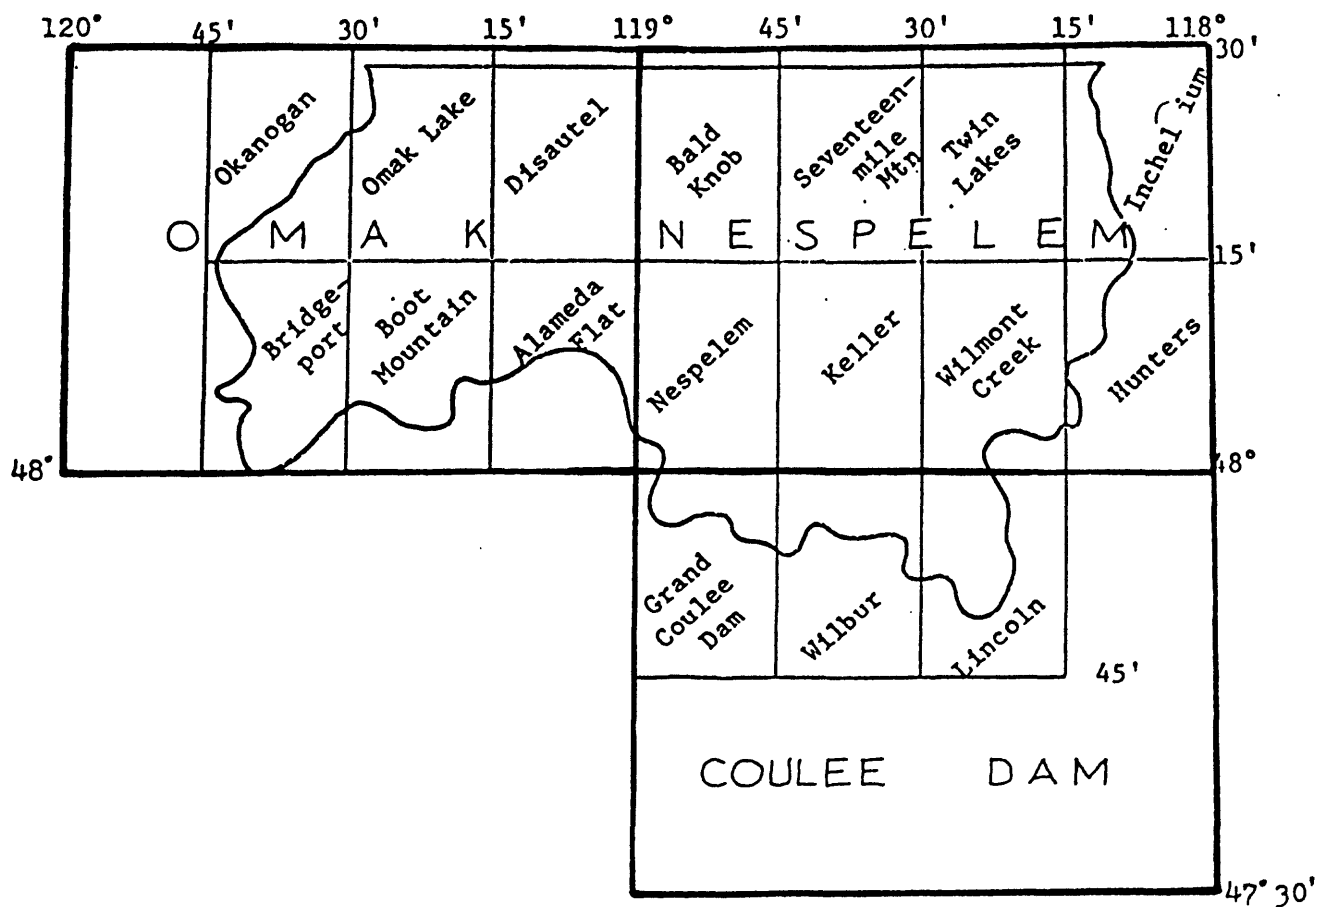 120° 45' 30' 15' 119° 45' 30' 15' 118°
30'
Okanogan
Omak Lake
Disautel
Bald
Knob
Seventeen-
mile
Mtn
Twin
Lakes
Inchelium
OMAK
NESPELEM
15'
Bridge-
port
Boot
Mountain
Alameda
Flat
Nespelem
Keller
Wilmont
Creek
Hunters
48°
48°
Grand
Coulee
Dam
Wilbur
Lincoln
45'
COULEE DAM
47°30'